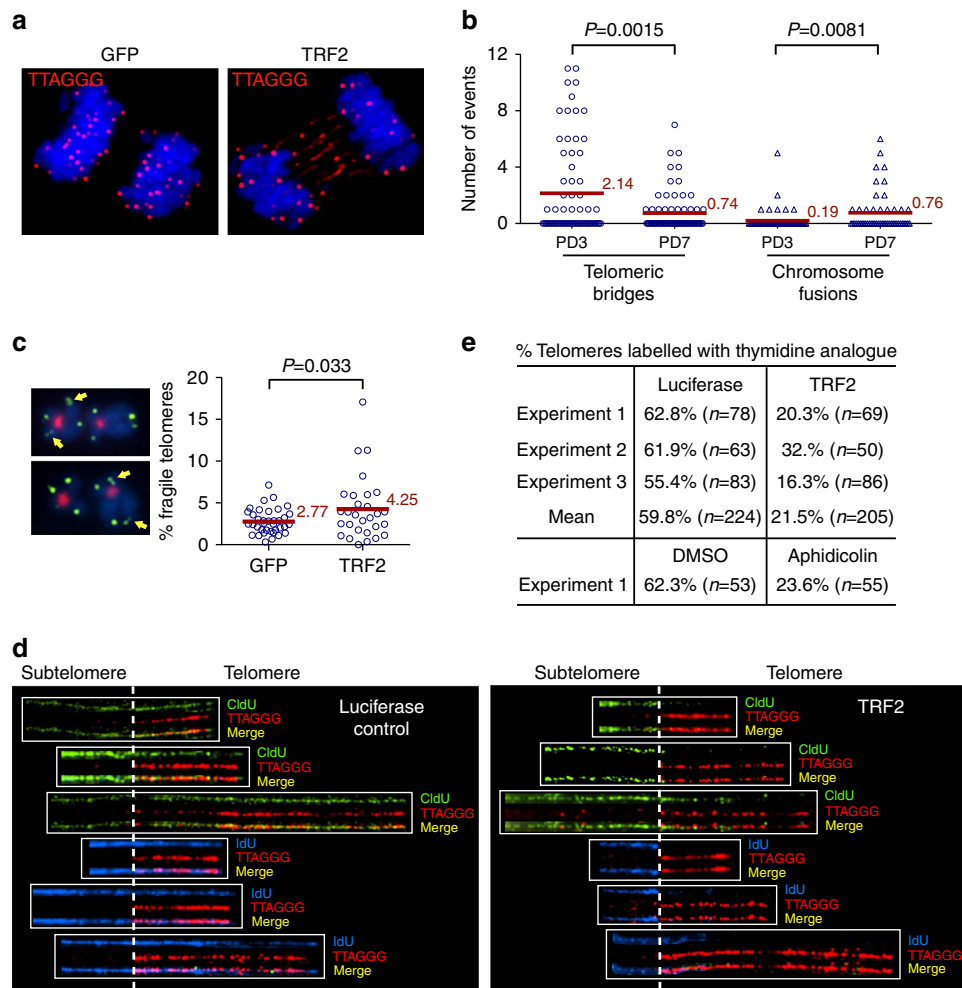 a
GFP
TRF2
TTAGGG
TTAGGG
b
P=0.0015
P=0.0081
Number of events
12
8
4
0
2.14
0.74
0.19
0.76
PD3
PD7
PD3
PD7
Telomeric
bridges
Chromosome
fusions
c
P=0.033
% fragile telomeres
20
15
10
5
0
2.77
4.25
GFP
TRF2
e
% Telomeres labelled with thymidine analogue
Luciferase
TRF2
Experiment 1
62.8% (n=78)
20.3% (n=69)
Experiment 2
61.9% (n=63)
32.% (n=50)
Experiment 3
55.4% (n=83)
16.3% (n=86)
Mean
59.8% (n=224)
21.5% (n=205)
DMSO
Aphidicolin
Experiment 1
62.3% (n=53)
23.6% (n=55)
d
Subtelomere
Telomere
Luciferase
control
CldU
TTAGGG
Merge
CldU
TTAGGG
Merge
CldU
TTAGGG
Merge
IdU
TTAGGG
Merge
IdU
TTAGGG
Merge
IdU
TTAGGG
Merge
Subtelomere
Telomere
TRF2
CldU
TTAGGG
Merge
CldU
TTAGGG
Merge
CldU
TTAGGG
Merge
IdU
TTAGGG
Merge
IdU
TTAGGG
Merge
IdU
TTAGGG
Merge